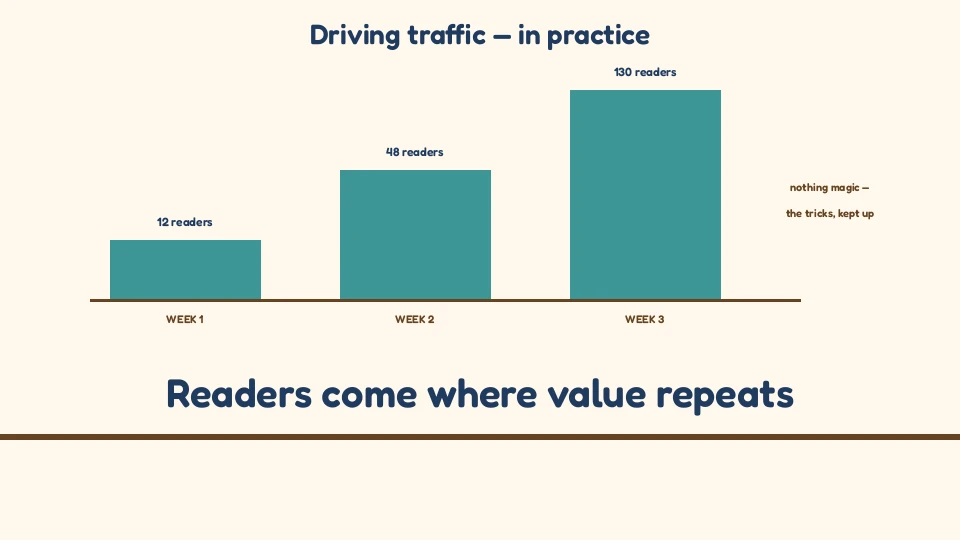 Driving traffic — in practice
130 readers
48 readers
12 readers
nothing magic —
the tricks, kept up
WEEK 1
WEEK 2
WEEK 3
Readers come where value repeats